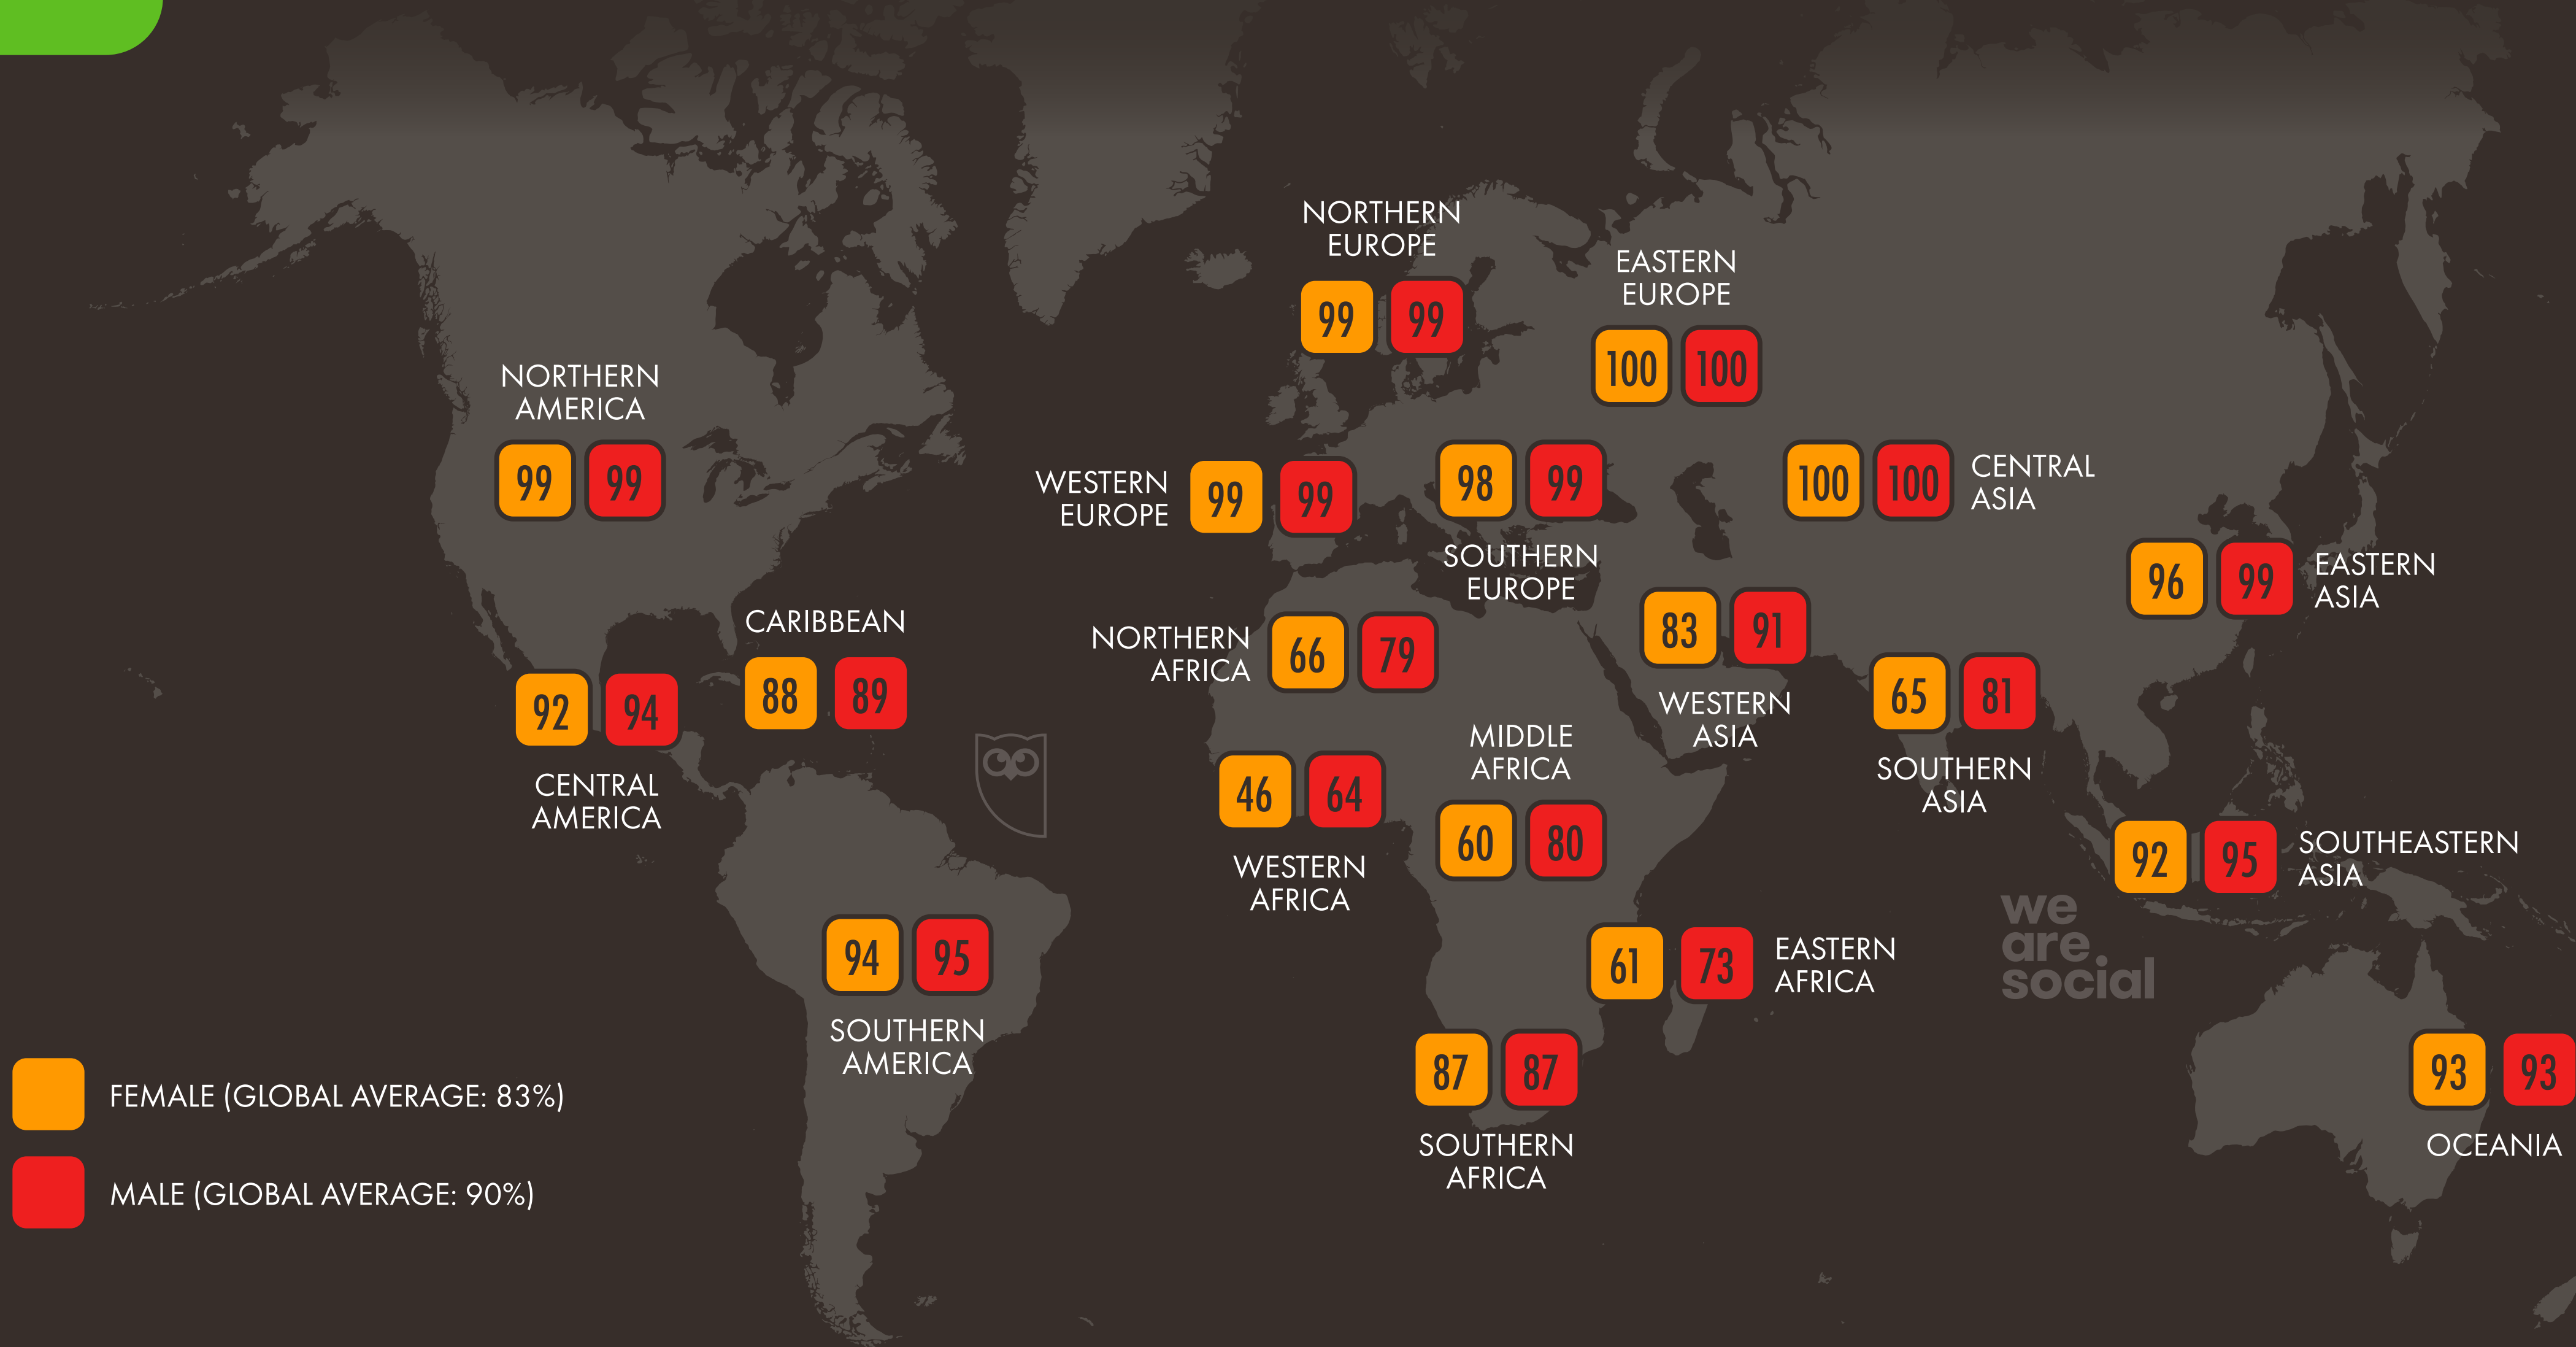 NORTHERN
EUROPE
99 99
EASTERN
EUROPE
100 100
NORTHERN
AMERICA
99 99
WESTERN
EUROPE
99 99
98 99
SOUTHERN
EUROPE
100 100
CENTRAL
ASIA
96 99
EASTERN
ASIA
CARIBBEAN
88 89
92 94
CENTRAL
AMERICA
NORTHERN
AFRICA
66 79
83 91
WESTERN
ASIA
65 81
SOUTHERN
ASIA
46 64
WESTERN
AFRICA
MIDDLE
AFRICA
60 80
92 95
SOUTHEASTERN
ASIA
we
are
social
94 95
SOUTHERN
AMERICA
61 73
EASTERN
AFRICA
87 87
SOUTHERN
AFRICA
93 93
OCEANIA
FEMALE (GLOBAL AVERAGE: 83%)
MALE (GLOBAL AVERAGE: 90%)